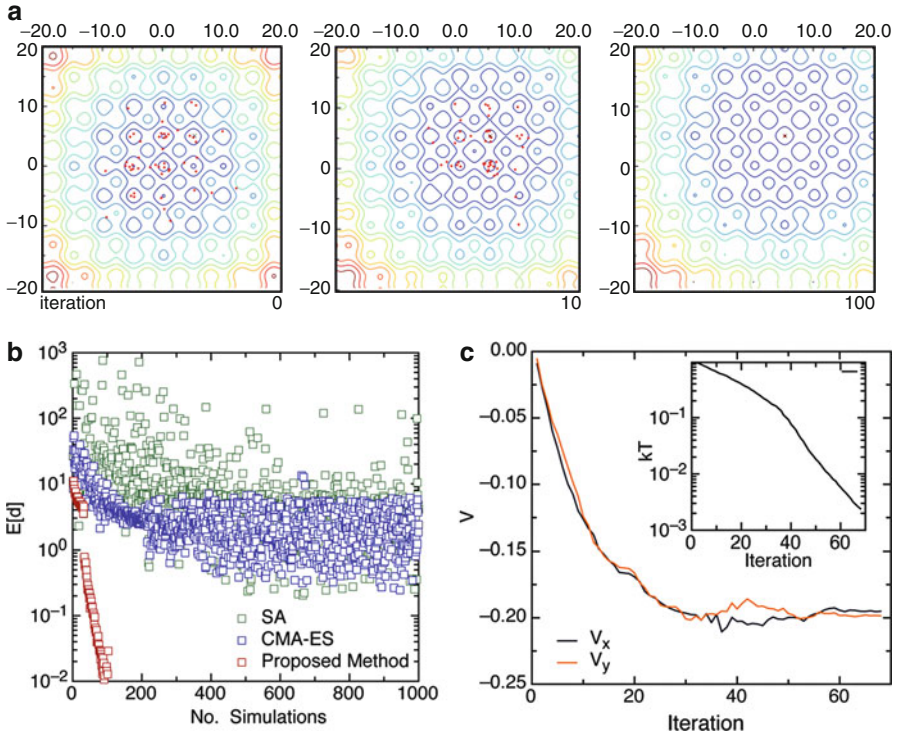 a
−20.0 −10.0 0.0 10.0 20.0
−20.0 −10.0 0.0 10.0 20.0
−20.0 −10.0 0.0 10.0 20.0
20 20 20
10 10 10
0 0 0
−10 −10 −10
−20 −20 −20
iteration 0 10 100
b
E[d]
10³
10²
10¹
10⁰
10⁻¹
10⁻²
SA
CMA-ES
Proposed Method
0 200 400 600 800 1000
No. Simulations
c
V
0.00
−0.05
−0.10
−0.15
−0.20
−0.25
kT
10⁻¹
10⁻²
10⁻³
0 20 40 60
Iteration
Vₓ
Vᵧ
0 20 40 60
Iteration